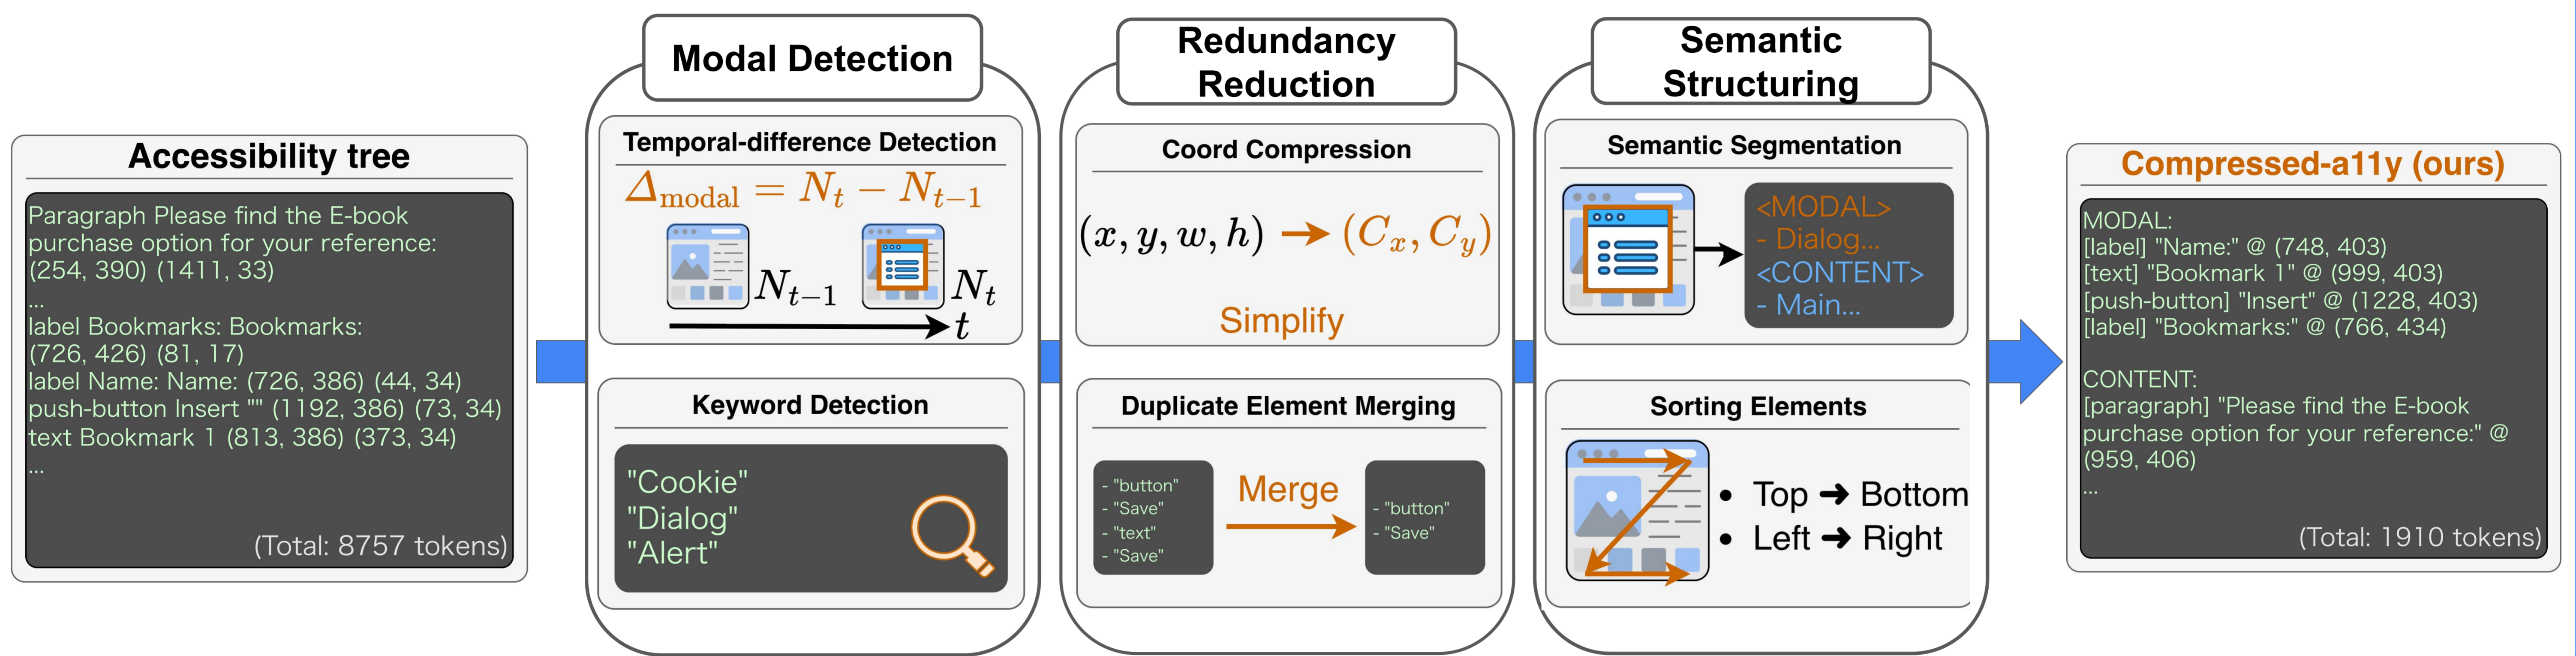 Accessibility tree
Paragraph Please find the E-book
purchase option for your reference:
(254, 390) (1411, 33)
...
label Bookmarks: Bookmarks:
(726, 426) (81, 17)
label Name: Name: (726, 386) (44, 34)
push-button Insert "" (1192, 386) (73, 34)
text Bookmark 1 (813, 386) (373, 34)
...
(Total: 8757 tokens)
Modal Detection
Temporal-difference Detection
Δmodal = Nt − Nt−1
Nt−1
Nt
t
Keyword Detection
"Cookie"
"Dialog"
"Alert"
Redundancy
Reduction
Coord Compression
(x, y, w, h) → (Cx, Cy)
Simplify
Duplicate Element Merging
- "button"
- "Save"
- "text"
- "Save"
Merge
- "button"
- "Save"
Semantic
Structuring
Semantic Segmentation
<MODAL>
- Dialog...
<CONTENT>
- Main...
Sorting Elements
• Top ➜ Bottom
• Left ➜ Right
Compressed-a11y (ours)
MODAL:
[label] "Name:" @ (748, 403)
[text] "Bookmark 1" @ (999, 403)
[push-button] "Insert" @ (1228, 403)
[label] "Bookmarks:" @ (766, 434)
CONTENT:
[paragraph] "Please find the E-book
purchase option for your reference:" @
(959, 406)
...
(Total: 1910 tokens)